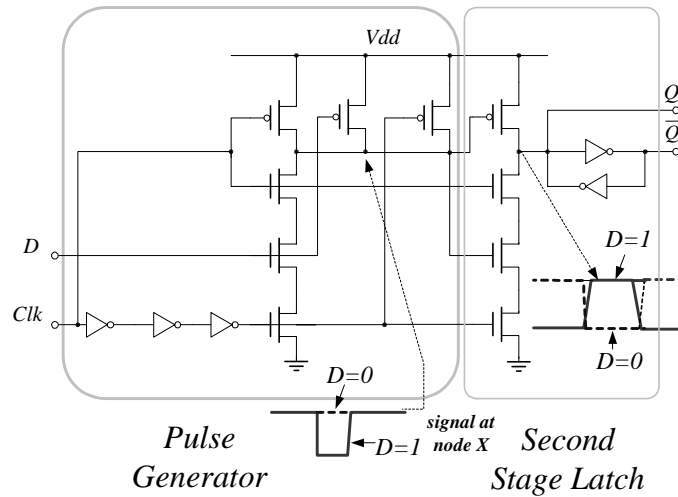 Vdd
Q
Q
D
D=1
Clk
D=0
D=0
D=1
signal at
node X
Pulse
Generator
Second
Stage Latch